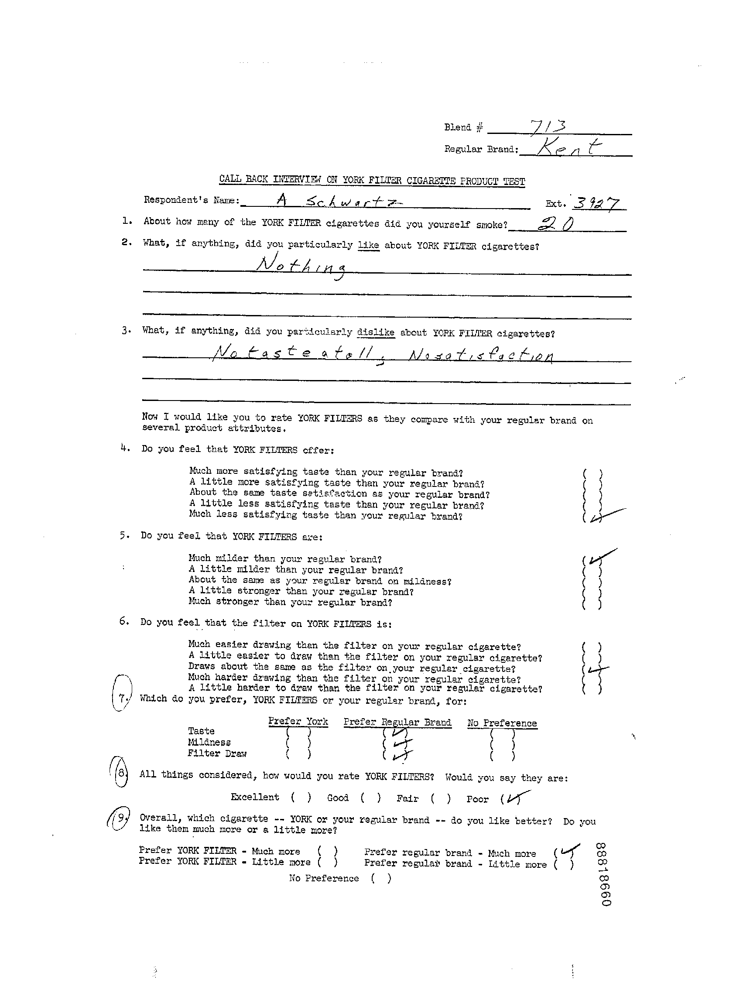 Blend # 713
Regular Brand: Kent
CALL BACK INTERVIEW ON YORK FILTER CIGARETTE PRODUCT TEST
Respondent's Name: A Schwartz Ext. 3927
1. About how many of the YORK FILTER cigarettes did you yourself smoke? 20
2. What, if anything, did you particularly like about YORK FILTER cigarettes?
Nothing
3. What, if anything, did you particularly dislike about YORK FILTER cigarettes?
No taste at all, No satisfaction
Now I would like you to rate YORK FILTERS as they compare with your regular brand on
several product attributes.
4. Do you feel that YORK FILTERS offer:
Much more satisfying taste than your regular brand? ( )
A little more satisfying taste than your regular brand? ( )
About the same taste satisfaction as your regular brand? ( )
A little less satisfying taste than your regular brand? ( )
Much less satisfying taste than your regular brand? (✓)
5. Do you feel that YORK FILTERS are:
Much milder than your regular brand? (✓)
A little milder than your regular brand? ( )
About the same as your regular brand on mildness? ( )
A little stronger than your regular brand? ( )
Much stronger than your regular brand? ( )
6. Do you feel that the filter on YORK FILTERS is:
Much easier drawing than the filter on your regular cigarette? ( )
A little easier to draw than the filter on your regular cigarette? ( )
Draws about the same as the filter on your regular cigarette? (✓)
Much harder drawing than the filter on your regular cigarette? ( )
A little harder to draw than the filter on your regular cigarette? ( )
7. Which do you prefer, YORK FILTERS or your regular brand, for:
Prefer York Prefer Regular Brand No Preference
Taste ( ) (✓) ( )
Mildness ( ) (✓) ( )
Filter Draw ( ) (✓) ( )
8. All things considered, how would you rate YORK FILTERS? Would you say they are:
Excellent ( ) Good ( ) Fair ( ) Poor (✓)
9. Overall, which cigarette -- YORK or your regular brand -- do you like better? Do you
like them much more or a little more?
Prefer YORK FILTER - Much more ( ) Prefer regular brand - Much more (✓)
Prefer YORK FILTER - Little more ( ) Prefer regular brand - Little more ( )
No Preference ( )
88818660